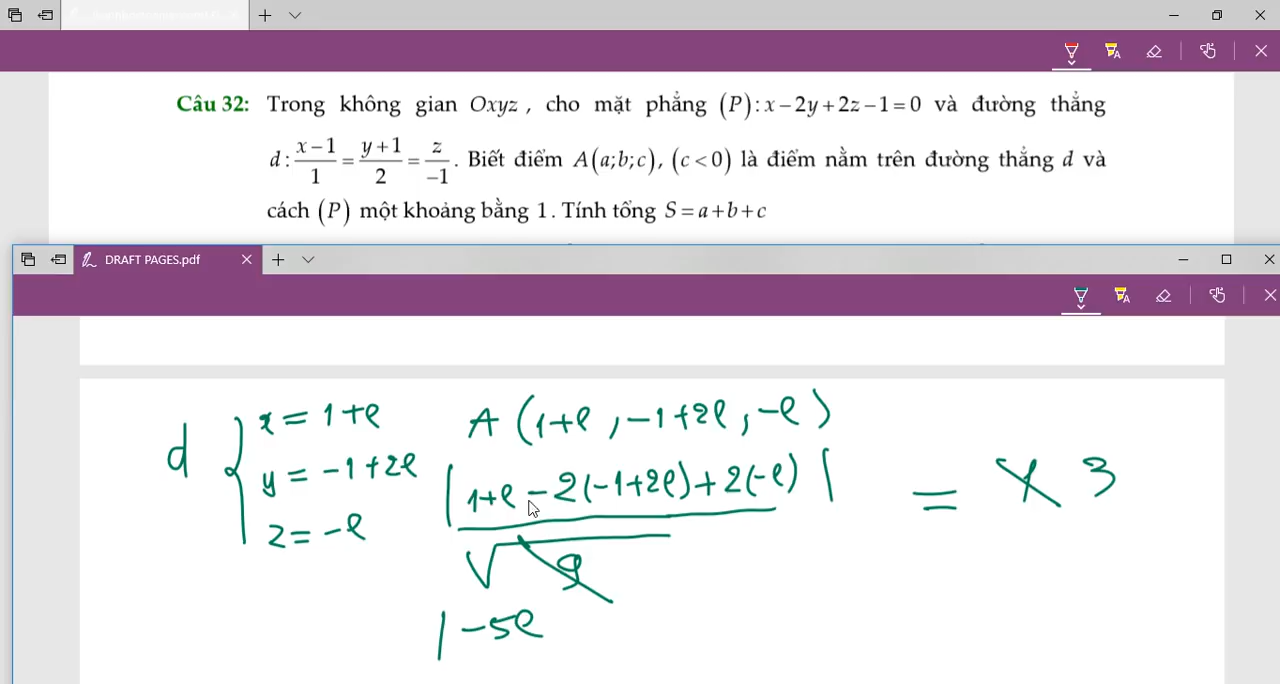 Câu 32: Trong không gian Oxyz, cho mặt phẳng (P): x − 2y + 2z − 1 = 0 và đường thẳng
d: (x − 1)/1 = (y + 1)/2 = z/−1. Biết điểm A(a;b;c), (c < 0) là điểm nằm trên đường thẳng d và
cách (P) một khoảng bằng 1. Tính tổng S = a + b + c
DRAFT PAGES.pdf
d { x = 1+t
y = −1+2t
z = −t
A (1+t, −1+2t, −t)
|1+t − 2(−1+2t) + 2(−t)| / √9 = 1 3
|−5t